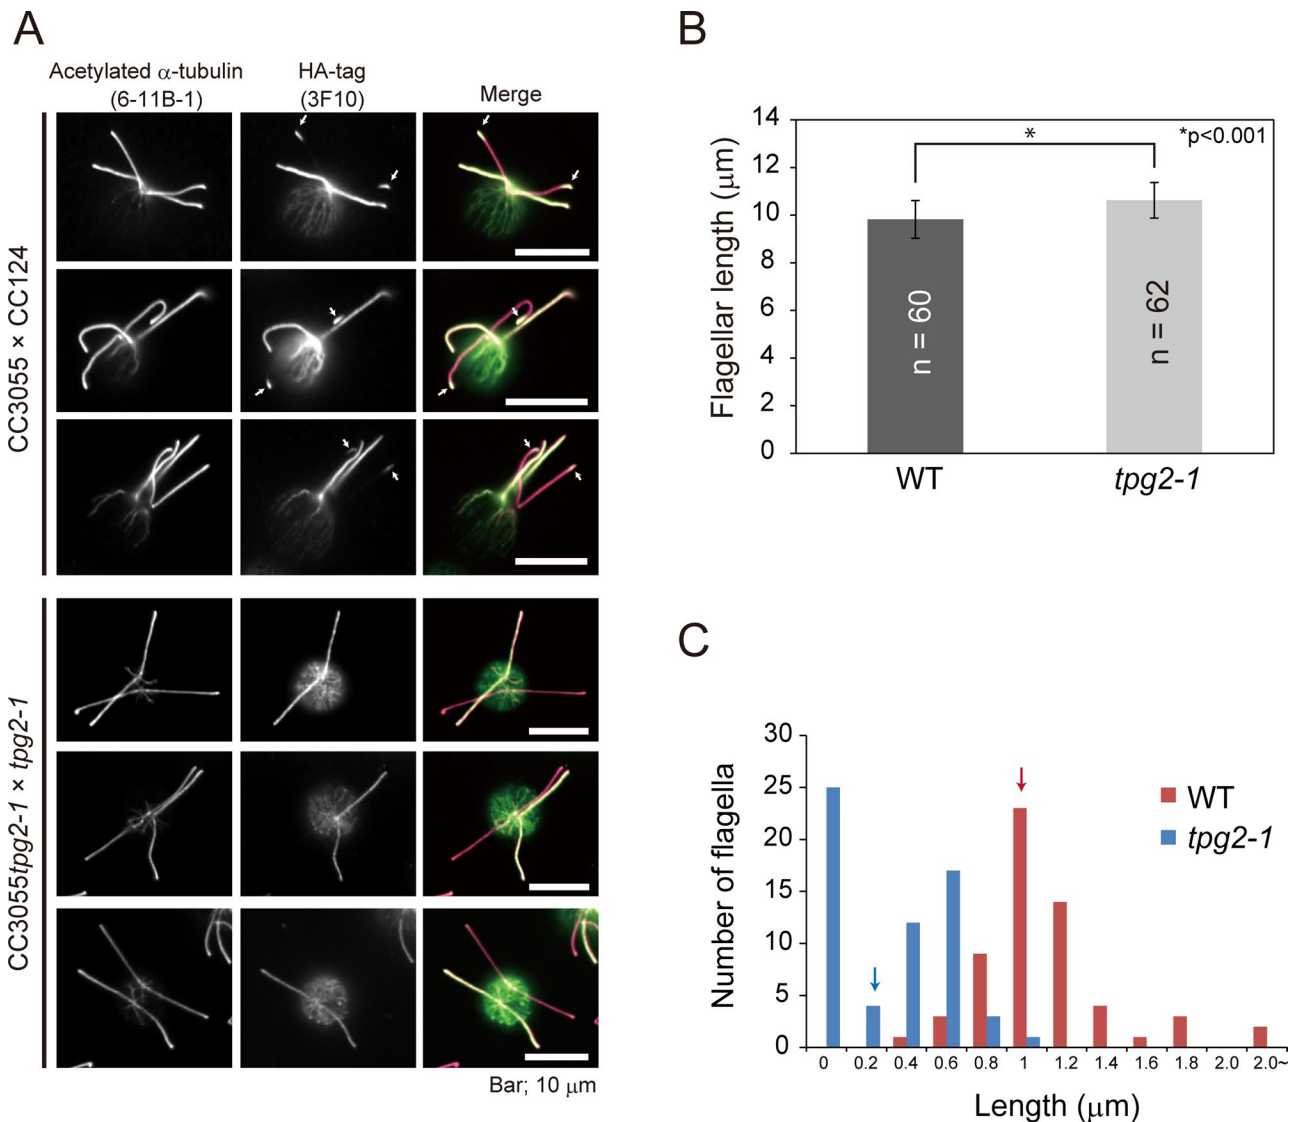 A
Acetylated α-tubulin
(6-11B-1)
HA-tag
(3F10)
Merge
CC3055 × CC124
CC3055tpg2-1 × tpg2-1
Bar; 10 μm
B
Flagellar length (μm)
14
12
10
8
6
4
2
0
*
*p<0.001
n = 60
n = 62
WT
tpg2-1
C
Number of flagella
30
25
20
15
10
5
0
WT
tpg2-1
0 0.2 0.4 0.6 0.8 1 1.2 1.4 1.6 1.8 2.0 2.0~
Length (μm)